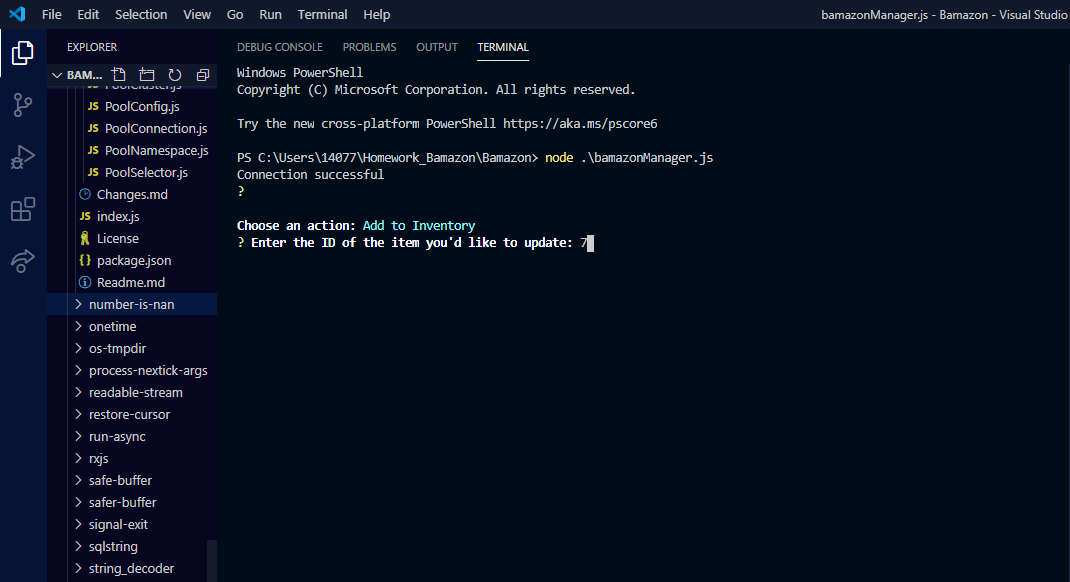 File Edit Selection View Go Run Terminal Help
bamazonManager.js - Bamazon - Visual Studio
EXPLORER
BAM...
PoolCluster.js
JS PoolConfig.js
JS PoolConnection.js
JS PoolNamespace.js
JS PoolSelector.js
Changes.md
JS index.js
License
{} package.json
Readme.md
number-is-nan
onetime
os-tmpdir
process-nextick-args
readable-stream
restore-cursor
run-async
rxjs
safe-buffer
safer-buffer
signal-exit
sqlstring
string_decoder
DEBUG CONSOLE PROBLEMS OUTPUT TERMINAL
Windows PowerShell
Copyright (C) Microsoft Corporation. All rights reserved.
Try the new cross-platform PowerShell https://aka.ms/pscore6
PS C:\Users\14077\Homework_Bamazon\Bamazon> node .\bamazonManager.js
Connection successful
?
Choose an action: Add to Inventory
? Enter the ID of the item you'd like to update: 7